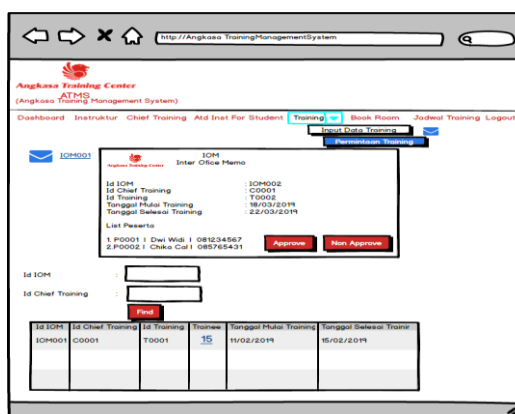 http://Angkasa TrainingManagementSystem
Angkasa Training Center
ATMS
(Angkasa Training Management System)
Dashboard Instruktur Chief Training Atd Inst For Student Training Book Room Jadwal Training Logout
Input Data Training
Permintaan Training
IOM001
Angkasa Training Center
IOM
Inter Ofice Memo
Id IOM : IOM002
Id Chief Training : C0001
Id Training : T0002
Tanggal Mulai Training : 18/03/2019
Tanggal Selesai Training : 22/03/2019
List Peserta
1. P0001 I Dwi Widi I 081234567
2.P0002 I Chika Cal I 085765431
Approve Non Approve
Id IOM :
Id Chief Training :
Find
Id IOM Id Chief Training Id Training Trainee Tanggal Mulai Training Tanggal Selesai Trainir
IOM001 C0001 T0001 15 11/02/2019 15/02/2019